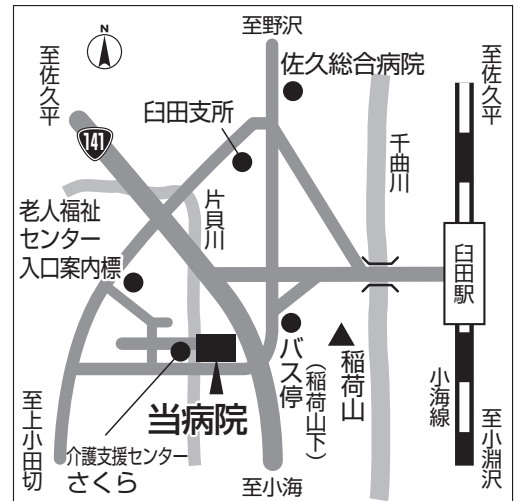 N
至野沢
至佐久平
至佐久平
佐久総合病院
臼田支所
141
千曲川
片貝川
老人福祉
センター
入口案内標
臼田駅
バス停
(稲荷山下)
稲荷山
小海線
当病院
介護支援センター
さくら
至上小田切
至小海
至小淵沢